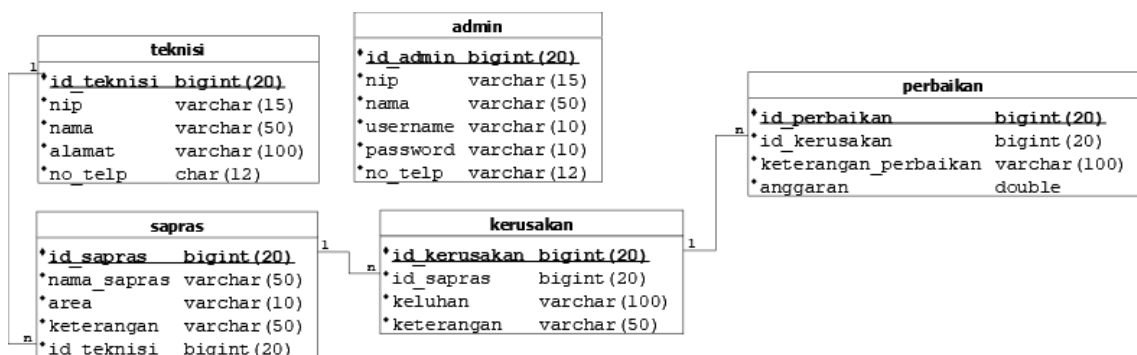 teknisi
id_teknisi bigint(20)
nip varchar(15)
nama varchar(50)
alamat varchar(100)
no_telp char(12)
admin
id_admin bigint(20)
nip varchar(15)
nama varchar(50)
username varchar(10)
password varchar(10)
no_telp varchar(12)
perbaikan
id_perbaikan bigint(20)
id_kerusakan bigint(20)
keterangan_perbaikan varchar(100)
anggaran double
sapras
id_sapras bigint(20)
nama_sapras varchar(50)
area varchar(10)
keterangan varchar(50)
id_teknisi bigint(20)
kerusakan
id_kerusakan bigint(20)
id_sapras bigint(20)
keluhan varchar(100)
keterangan varchar(50)
1
n
1
n
1
n